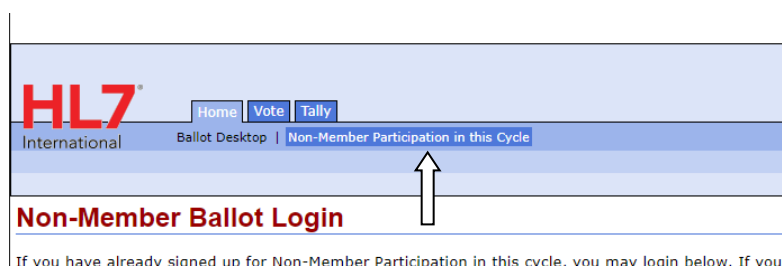 HL7
International
Home Vote Tally
Ballot Desktop | Non-Member Participation in this Cycle
Non-Member Ballot Login
If you have already signed up for Non-Member Participation in this cycle, you may login below. If you